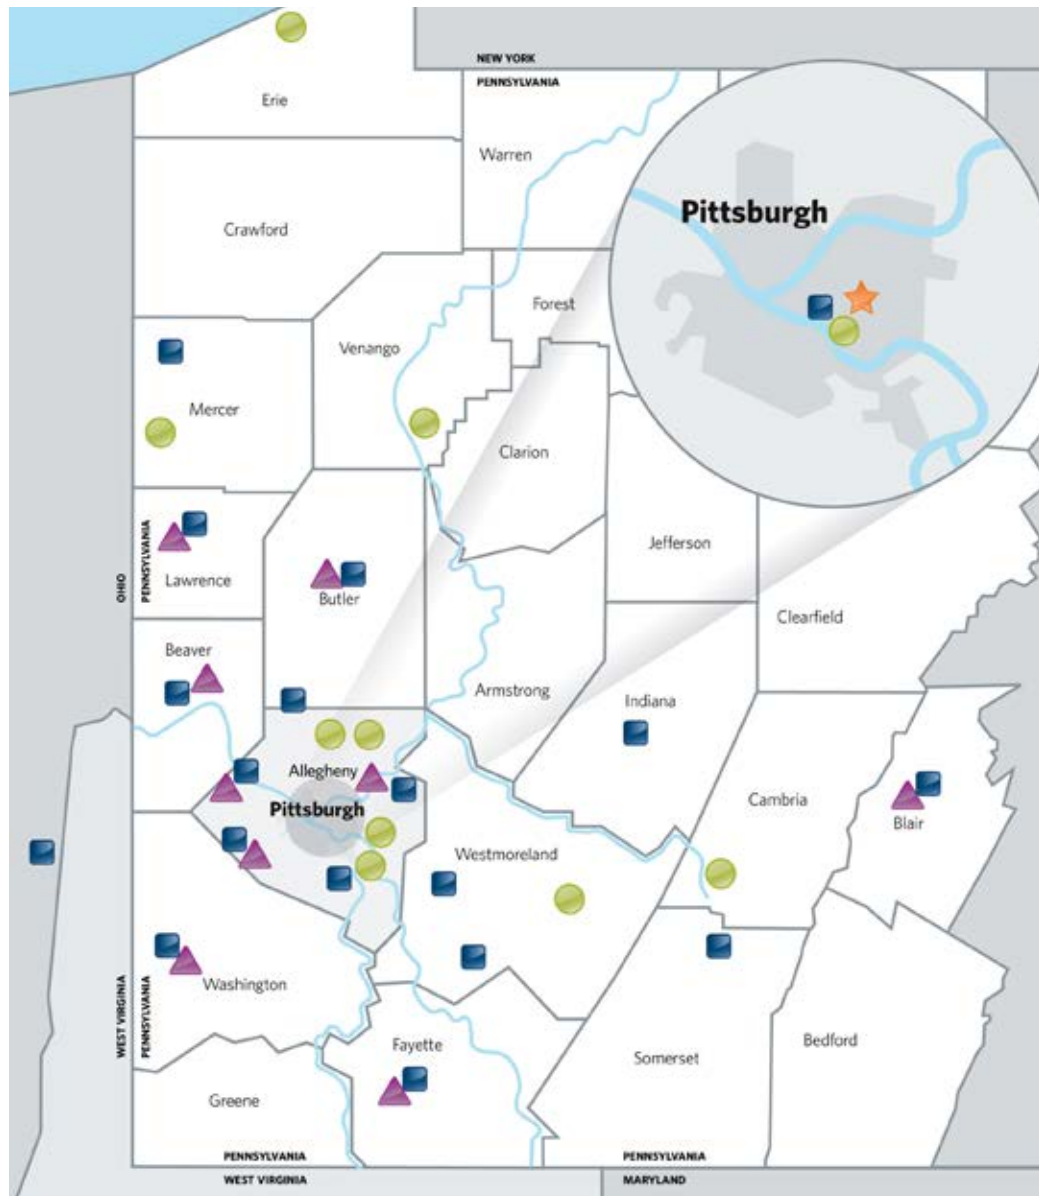 NEW YORK
PENNSYLVANIA
Erie
Warren
Pittsburgh
Crawford
Forest
Venango
Mercer
Clarion
OHIO
PENNSYLVANIA
Jefferson
Lawrence
Butler
Clearfield
Beaver
Armstrong
Indiana
Allegheny
Pittsburgh
Cambria
Blair
Westmoreland
WEST VIRGINIA
PENNSYLVANIA
Washington
Fayette
Somerset
Bedford
Greene
PENNSYLVANIA
WEST VIRGINIA
PENNSYLVANIA
MARYLAND